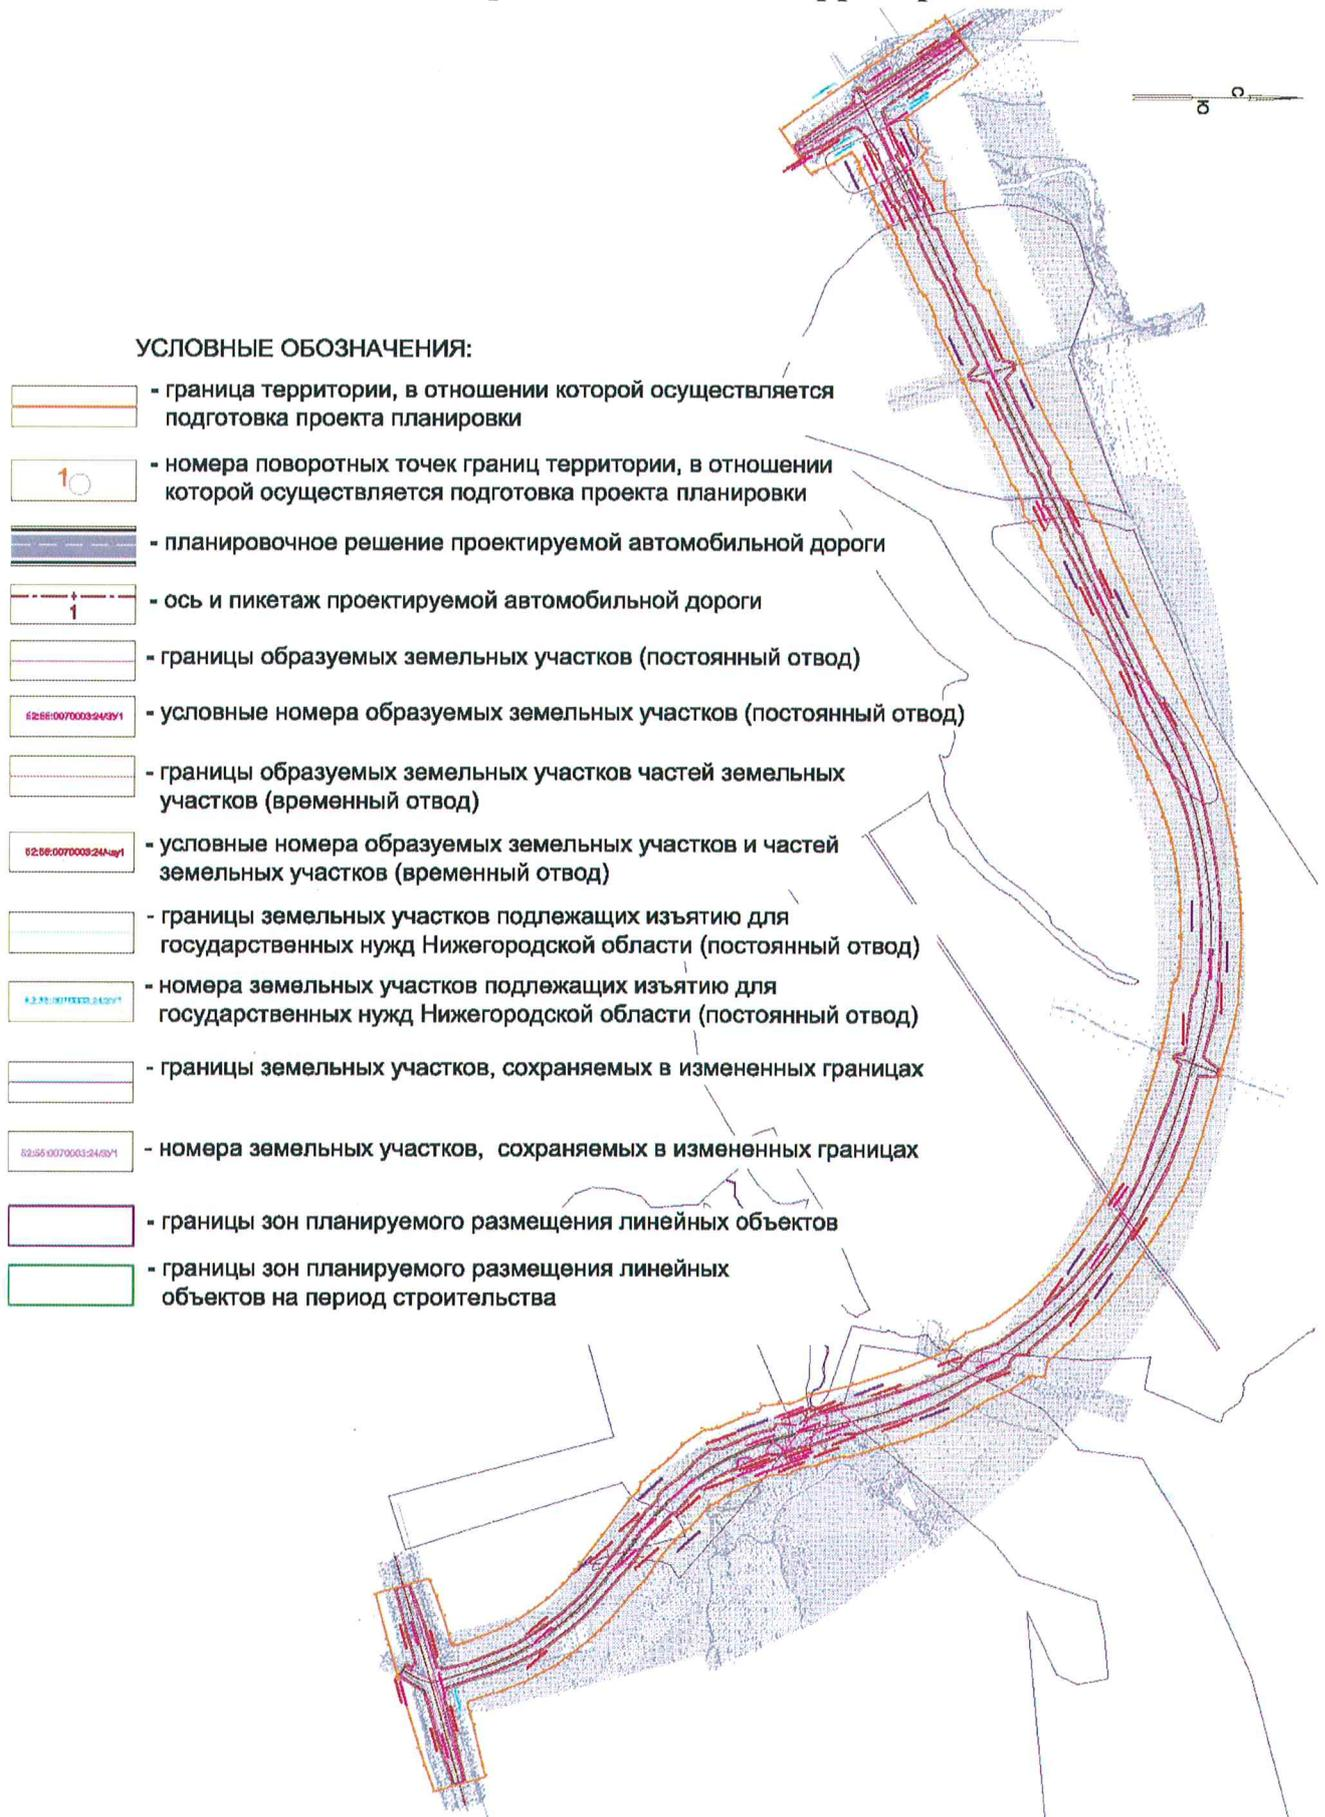 С
Ю
УСЛОВНЫЕ ОБОЗНАЧЕНИЯ:
- граница территории, в отношении которой осуществляется
подготовка проекта планировки
1
- номера поворотных точек границ территории, в отношении
которой осуществляется подготовка проекта планировки
- планировочное решение проектируемой автомобильной дороги
1
- ось и пикетаж проектируемой автомобильной дороги
- границы образуемых земельных участков (постоянный отвод)
- условные номера образуемых земельных участков (постоянный отвод)
- границы образуемых земельных участков частей земельных
участков (временный отвод)
- условные номера образуемых земельных участков и частей
земельных участков (временный отвод)
- границы земельных участков подлежащих изъятию для
государственных нужд Нижегородской области (постоянный отвод)
- номера земельных участков подлежащих изъятию для
государственных нужд Нижегородской области (постоянный отвод)
- границы земельных участков, сохраняемых в измененных границах
- номера земельных участков, сохраняемых в измененных границах
- границы зон планируемого размещения линейных объектов
- границы зон планируемого размещения линейных
объектов на период строительства